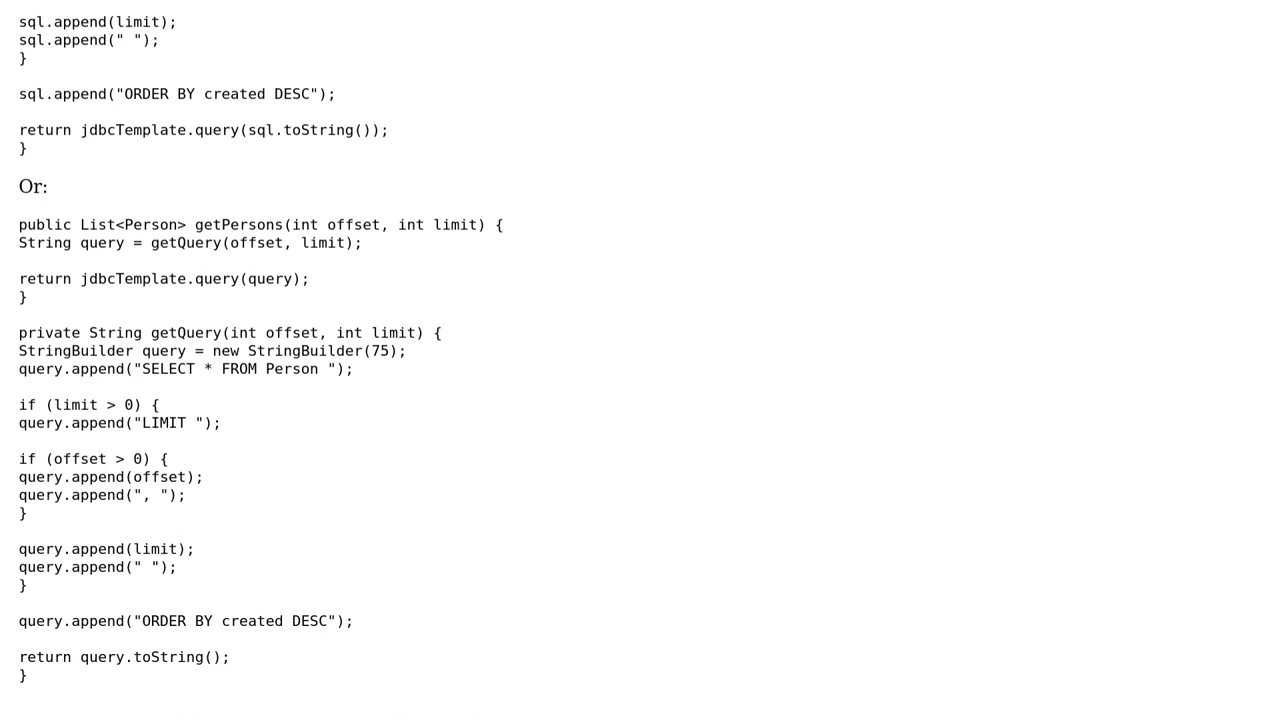 sql.append(limit);
sql.append(" ");
}
sql.append("ORDER BY created DESC");
return jdbcTemplate.query(sql.toString());
}
Or:
public List<Person> getPersons(int offset, int limit) {
String query = getQuery(offset, limit);
return jdbcTemplate.query(query);
}
private String getQuery(int offset, int limit) {
StringBuilder query = new StringBuilder(75);
query.append("SELECT * FROM Person ");
if (limit > 0) {
query.append("LIMIT ");
if (offset > 0) {
query.append(offset);
query.append(", ");
}
query.append(limit);
query.append(" ");
}
query.append("ORDER BY created DESC");
return query.toString();
}